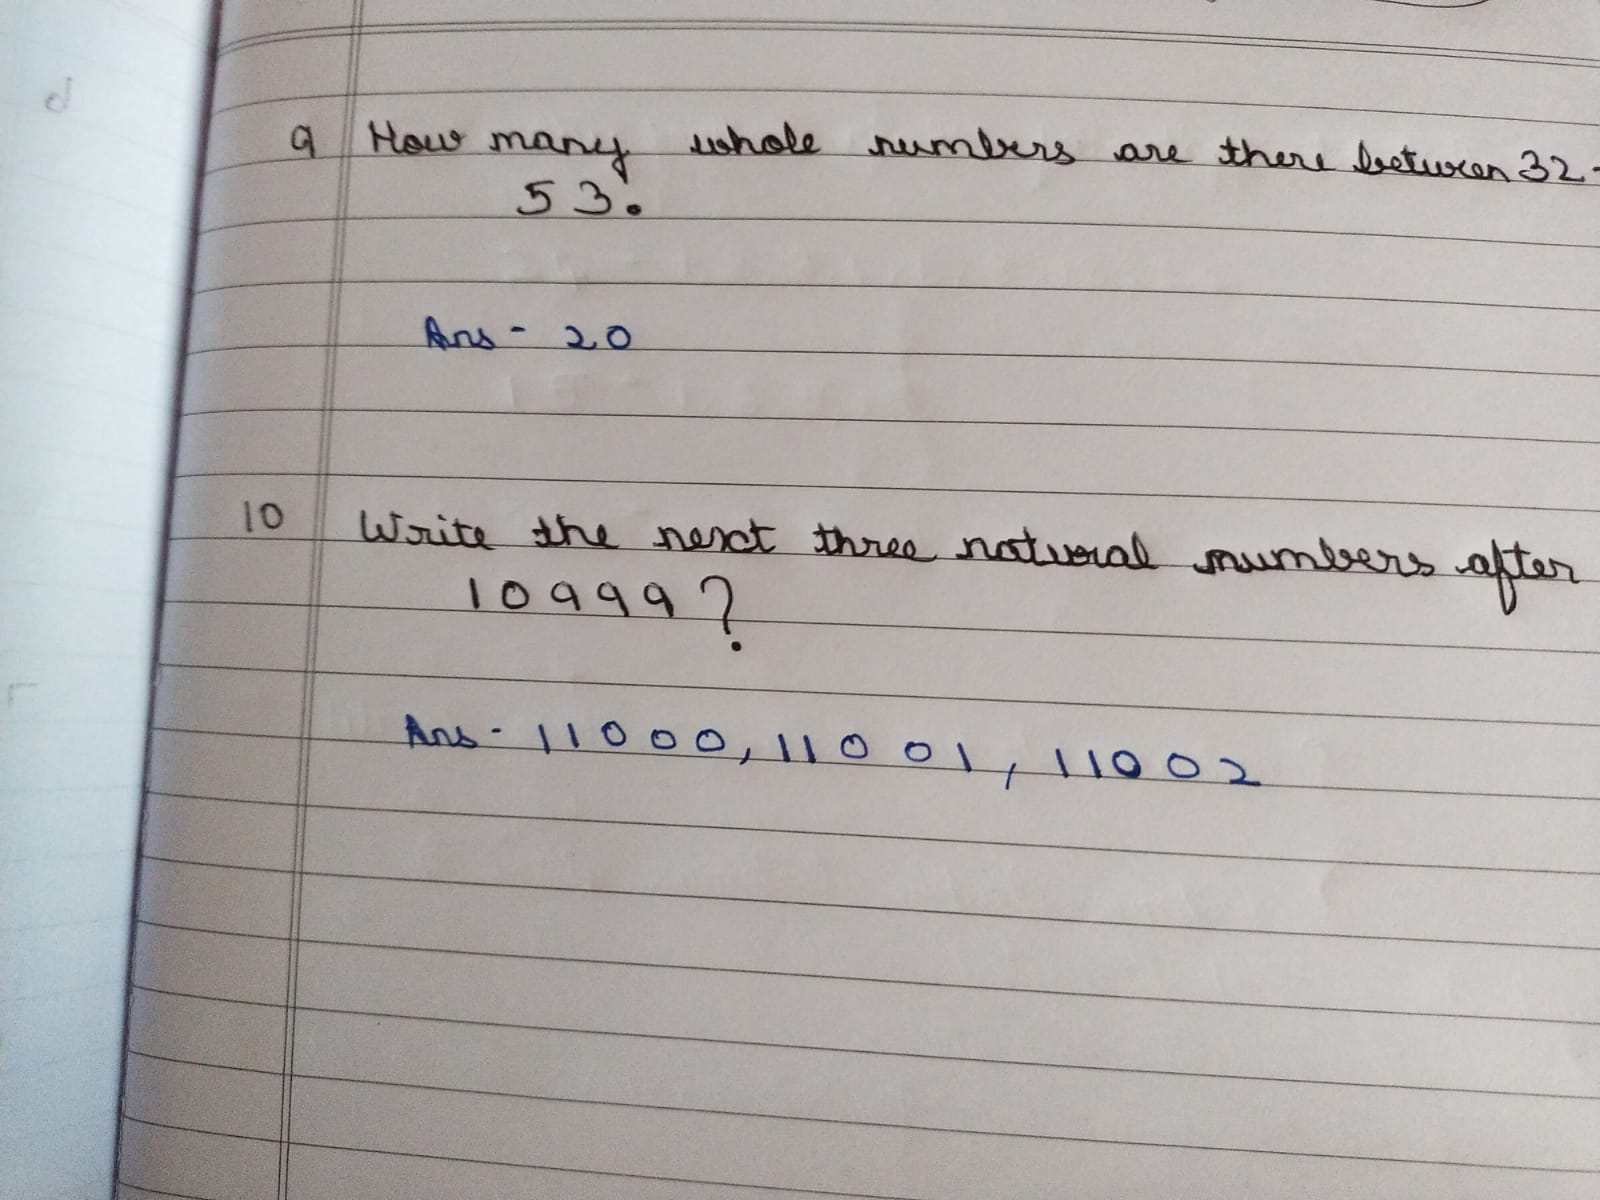 9 How many whole numbers are there between 32-
53.
Ans - 20
10 Write the next three natural numbers after
10999?
Ans - 11000, 11001, 11002